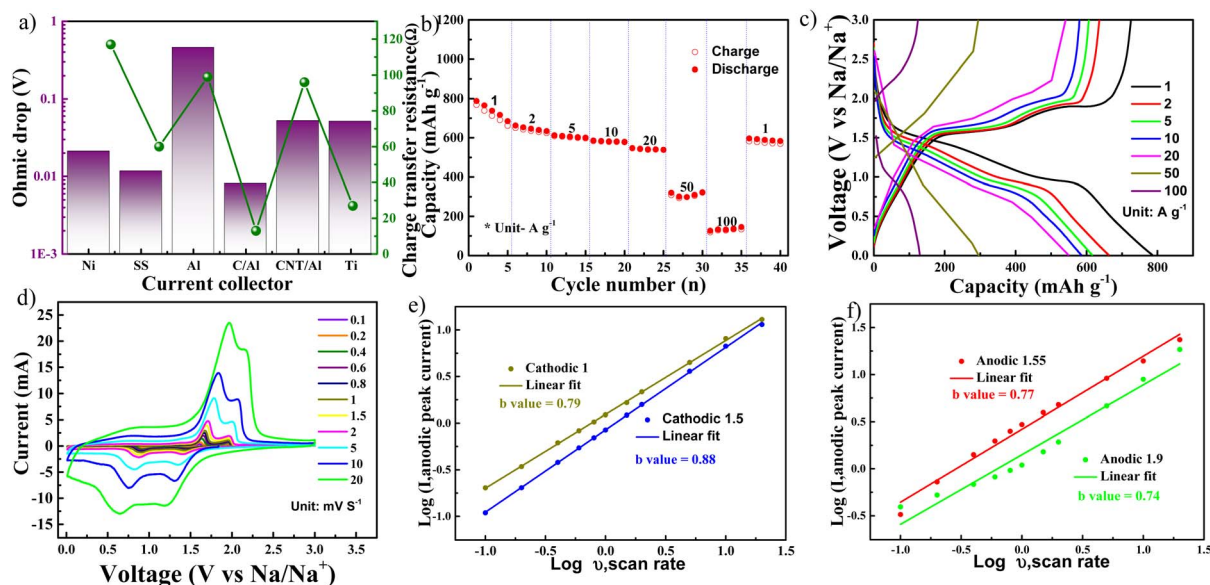 a)
Ohmic drop (V)
1
0.1
0.01
1E-3
Ni SS Al C/Al CNT/Al Ti
Current collector
120
100
80
60
40
20
0
Charge transfer resistance(Ω)
b)
Capacity (mAh g-1)
1200
1000
800
600
400
200
0
Charge
Discharge
1
2
5
10
20
50
100
1
* Unit- A g-1
0 5 10 15 20 25 30 35 40
Cycle number (n)
c)
Voltage (V vs Na/Na+)
3.0
2.5
2.0
1.5
1.0
0.5
0.0
1
2
5
10
20
50
100
Unit: A g-1
0 200 400 600 800
Capacity (mAh g-1)
d)
Current (mA)
25
20
15
10
5
0
-5
-10
-15
0.1
0.2
0.4
0.6
0.8
1
1.5
2
5
10
20
Unit: mV S-1
0.0 0.5 1.0 1.5 2.0 2.5 3.0 3.5
Voltage (V vs Na/Na+)
e)
Log (I,anodic peak current)
1.0
0.5
0.0
-0.5
-1.0
Cathodic 1
Linear fit
b value = 0.79
Cathodic 1.5
Linear fit
b value = 0.88
-1.0 -0.5 0.0 0.5 1.0 1.5
Log υ,scan rate
f)
Log (I,anodic peak current)
1.5
1.0
0.5
0.0
-0.5
Anodic 1.55
Linear fit
b value = 0.77
Anodic 1.9
Linear fit
b value = 0.74
-1.0 -0.5 0.0 0.5 1.0 1.5
Log υ,scan rate